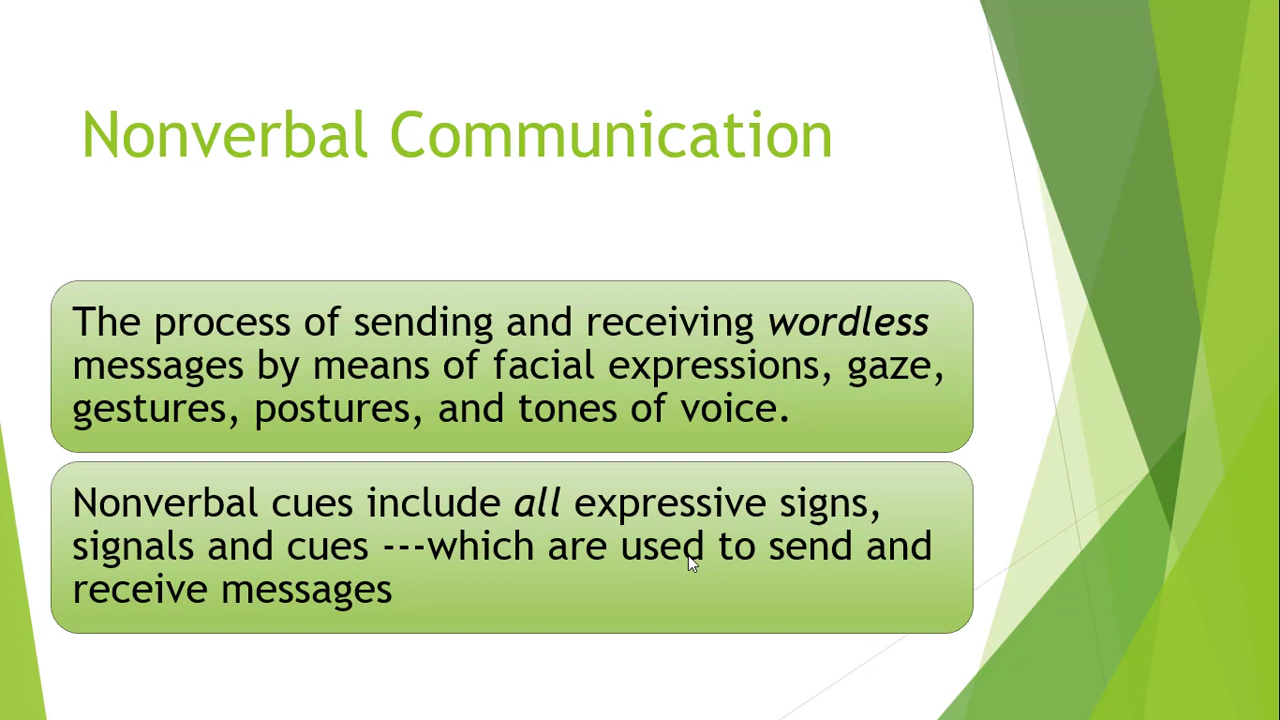 Nonverbal Communication
The process of sending and receiving wordless
messages by means of facial expressions, gaze,
gestures, postures, and tones of voice.
Nonverbal cues include all expressive signs,
signals and cues ---which are used to send and
receive messages